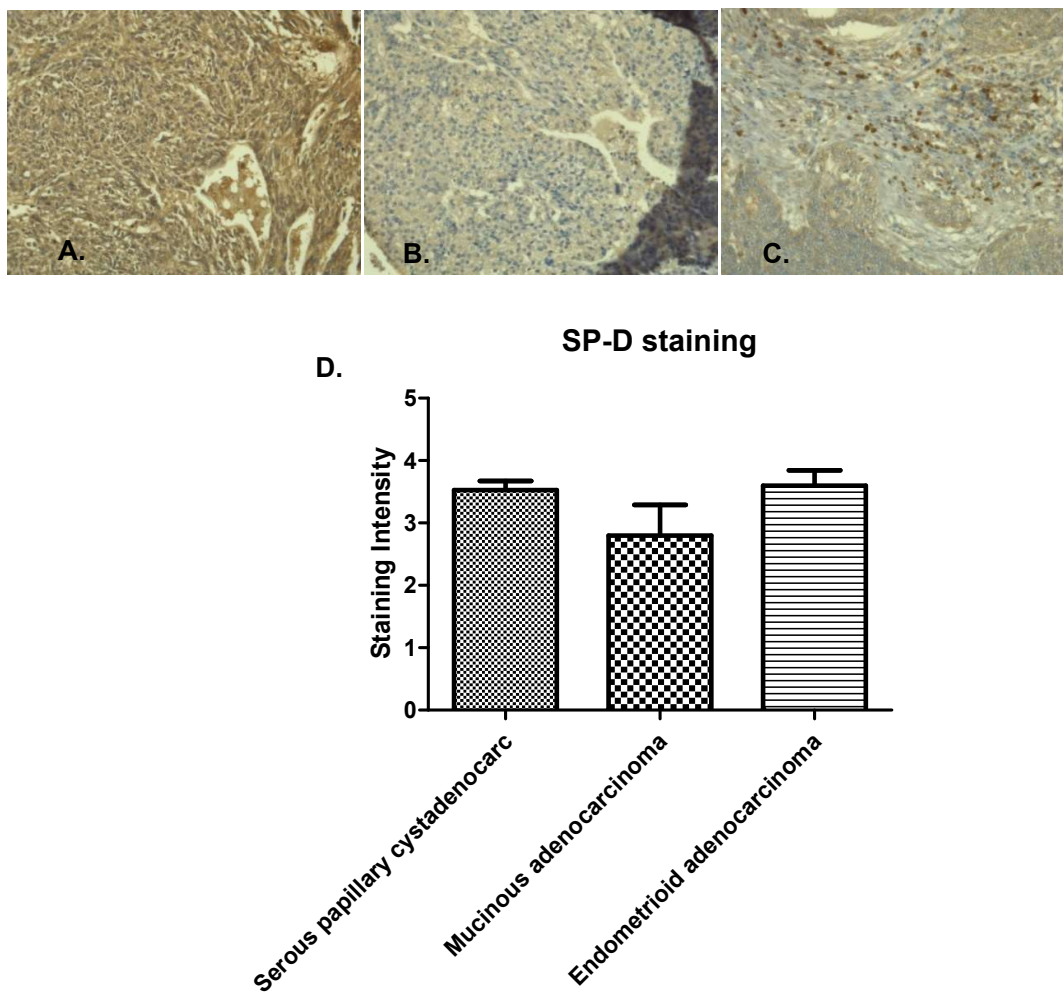 A.
B.
C.
SP-D staining
D.
Staining Intensity
5
4
3
2
1
0
Serous papillary cystadenocarc
Mucinous adenocarcinoma
Endometrioid adenocarcinoma